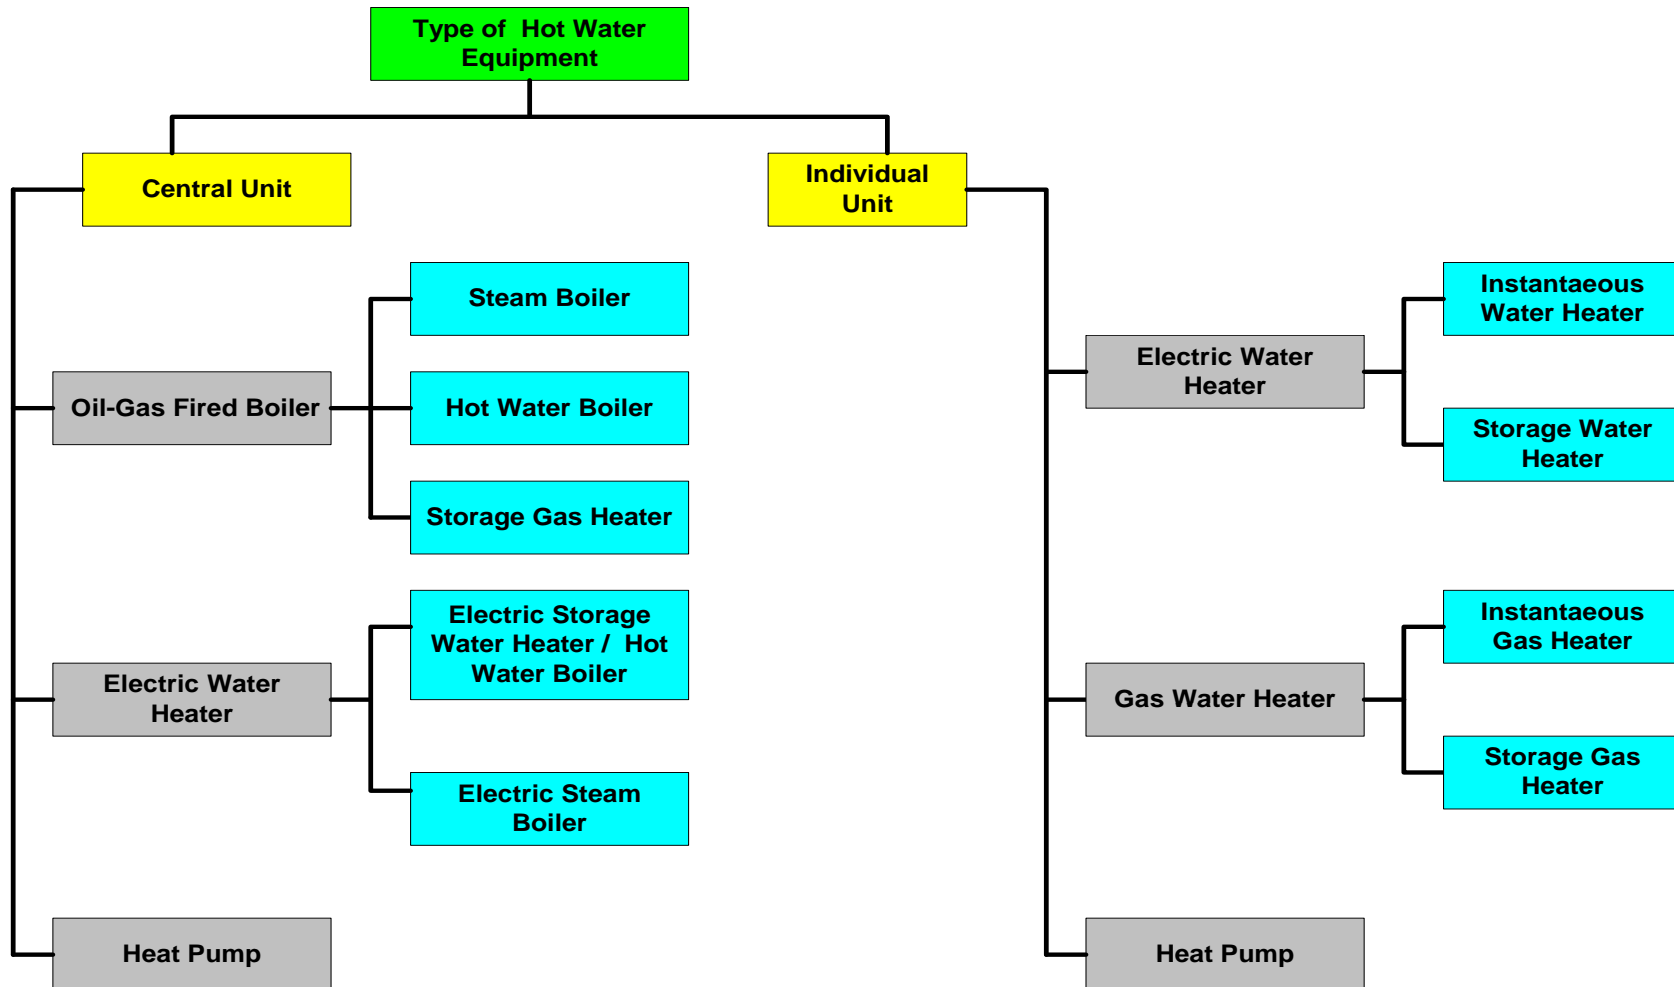 Type of  Hot Water
Equipment
Central Unit
Individual
Unit
Steam Boiler
Oil-Gas Fired Boiler
Hot Water Boiler
Storage Gas Heater
Electric Storage
Water Heater /  Hot
Water Boiler
Electric Water
Heater
Electric Steam
Boiler
Heat Pump
Instantaeous
Water Heater
Electric Water
Heater
Storage Water
Heater
Instantaeous
Gas Heater
Gas Water Heater
Storage Gas
Heater
Heat Pump